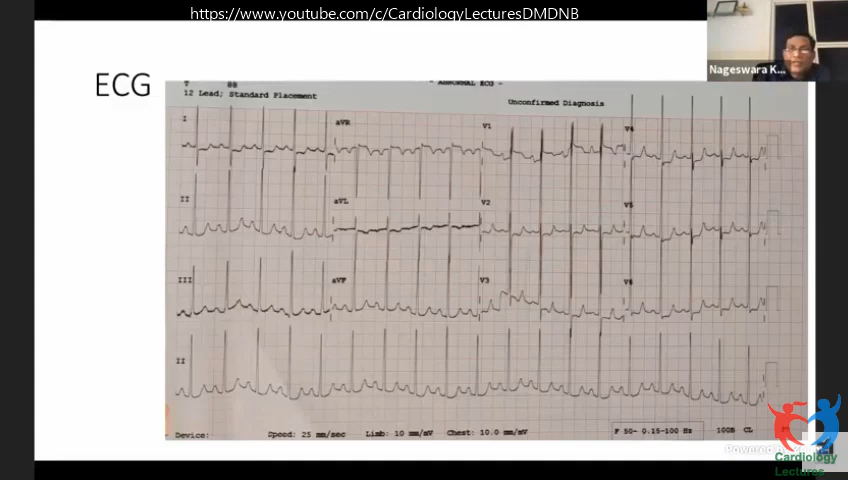 https://www.youtube.com/c/CardiologyLecturesDMDNB
Nageswara K...
ECG
- ABNORMAL ECG -
12 Lead; Standard Placement
Unconfirmed Diagnosis
I
aVR
V1
V4
II
aVL
V2
V5
III
aVF
V3
V6
II
Device:
Speed: 25 mm/sec
Limb: 10 mm/mV
Chest: 10.0 mm/mV
F 50~ 0.15-100 Hz
100B CL
Powered by
Cardiology
Lectures